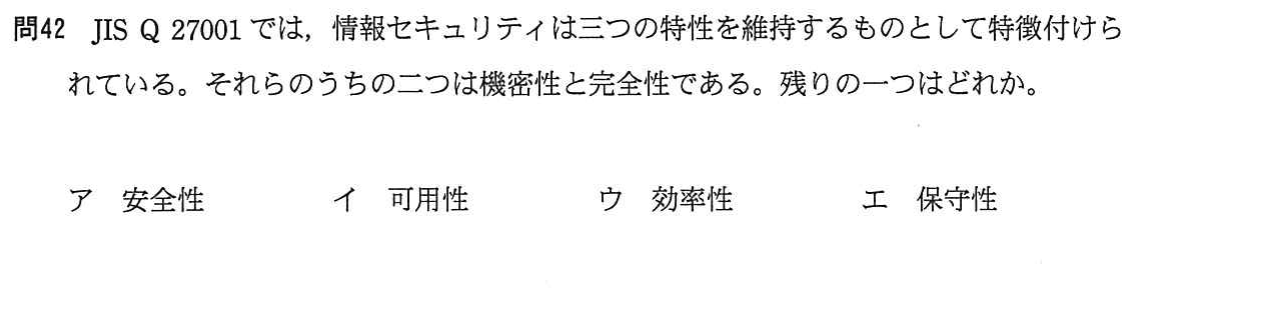 問42 JIS Q 27001では，情報セキュリティは三つの特性を維持するものとして特徴付けら
れている。それらのうちの二つは機密性と完全性である。残りの一つはどれか。
ア 安全性 イ 可用性 ウ 効率性 エ 保守性